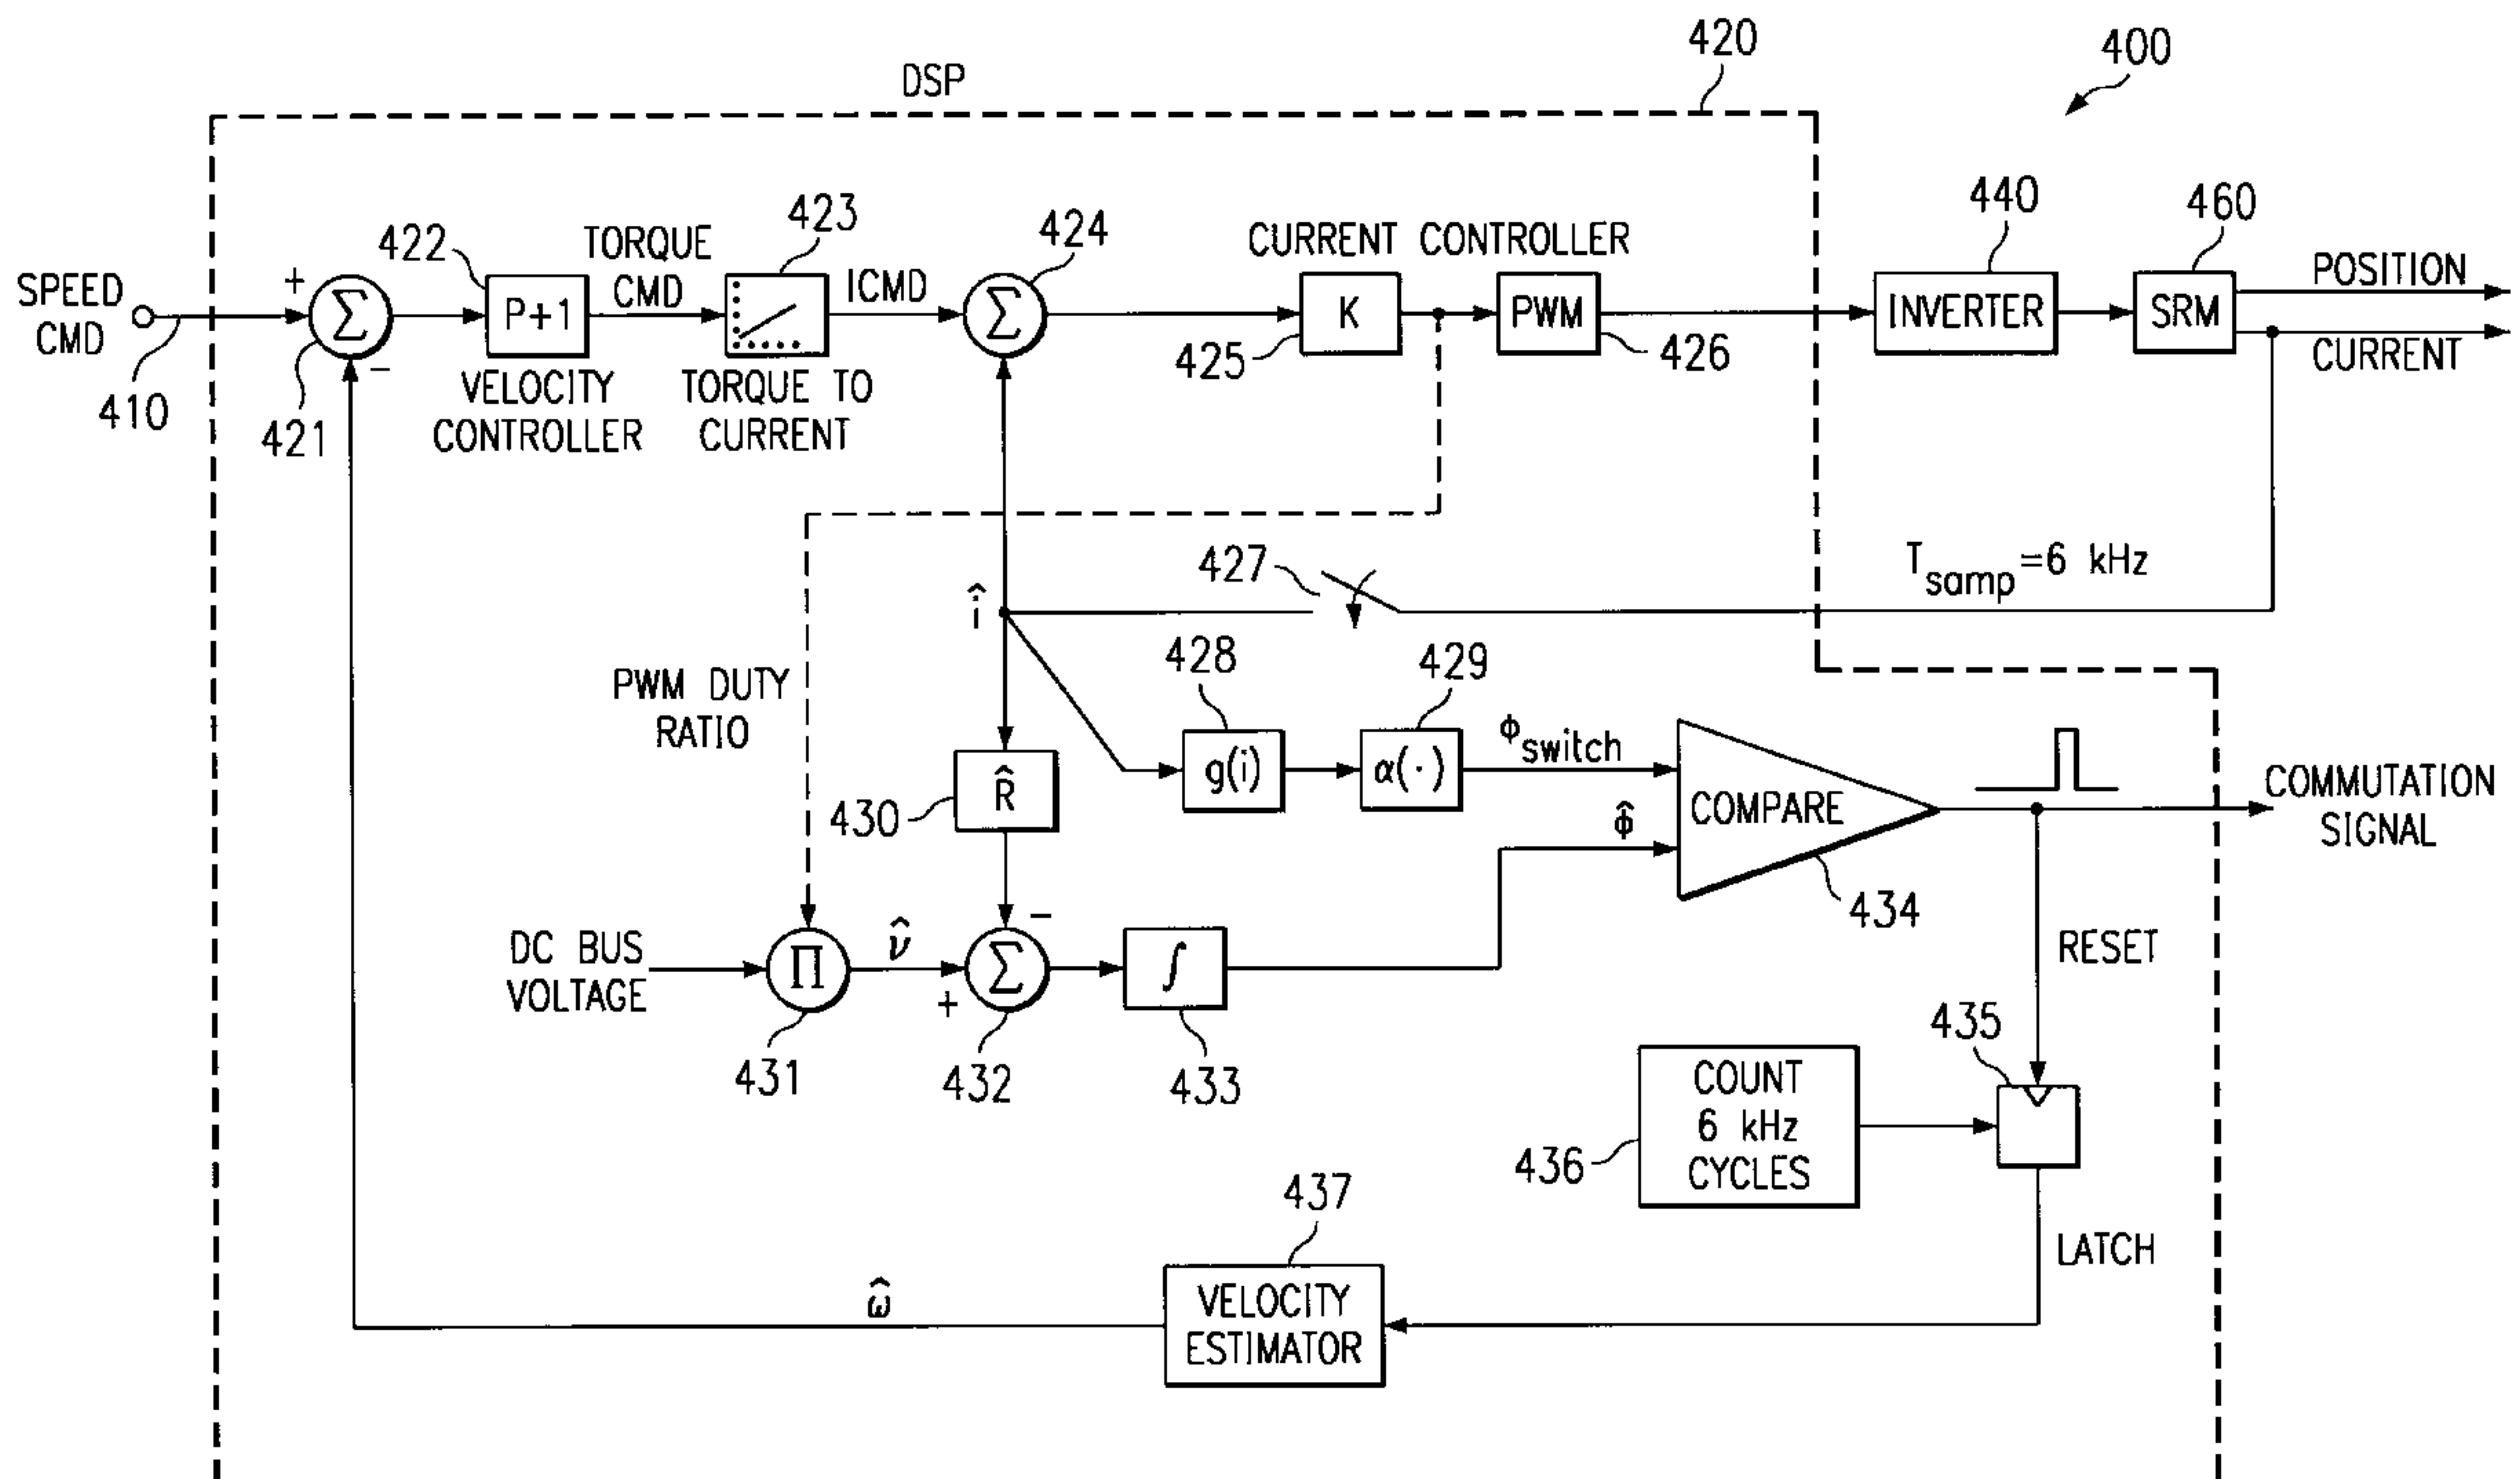 420
400
DSP
423
440
460
422
TORQUE
CMD
424
CURRENT CONTROLLER
SPEED
CMD
+
Σ
−
P+1
ICMD
Σ
K
PWM
INVERTER
SRM
POSITION
CURRENT
410
421
VELOCITY
CONTROLLER
TORQUE TO
CURRENT
425
426
427
T_samp = 6 kHz
î
PWM DUTY
RATIO
428
429
R̂
430
g(i)
α(·)
ϕ_switch
ϕ̂
COMPARE
434
COMMUTATION
SIGNAL
DC BUS
VOLTAGE
Π
ν̂
+
−
Σ
∫
431
432
433
RESET
435
COUNT
6 kHz
CYCLES
436
437
LATCH
ω̂
VELOCITY
ESTIMATOR